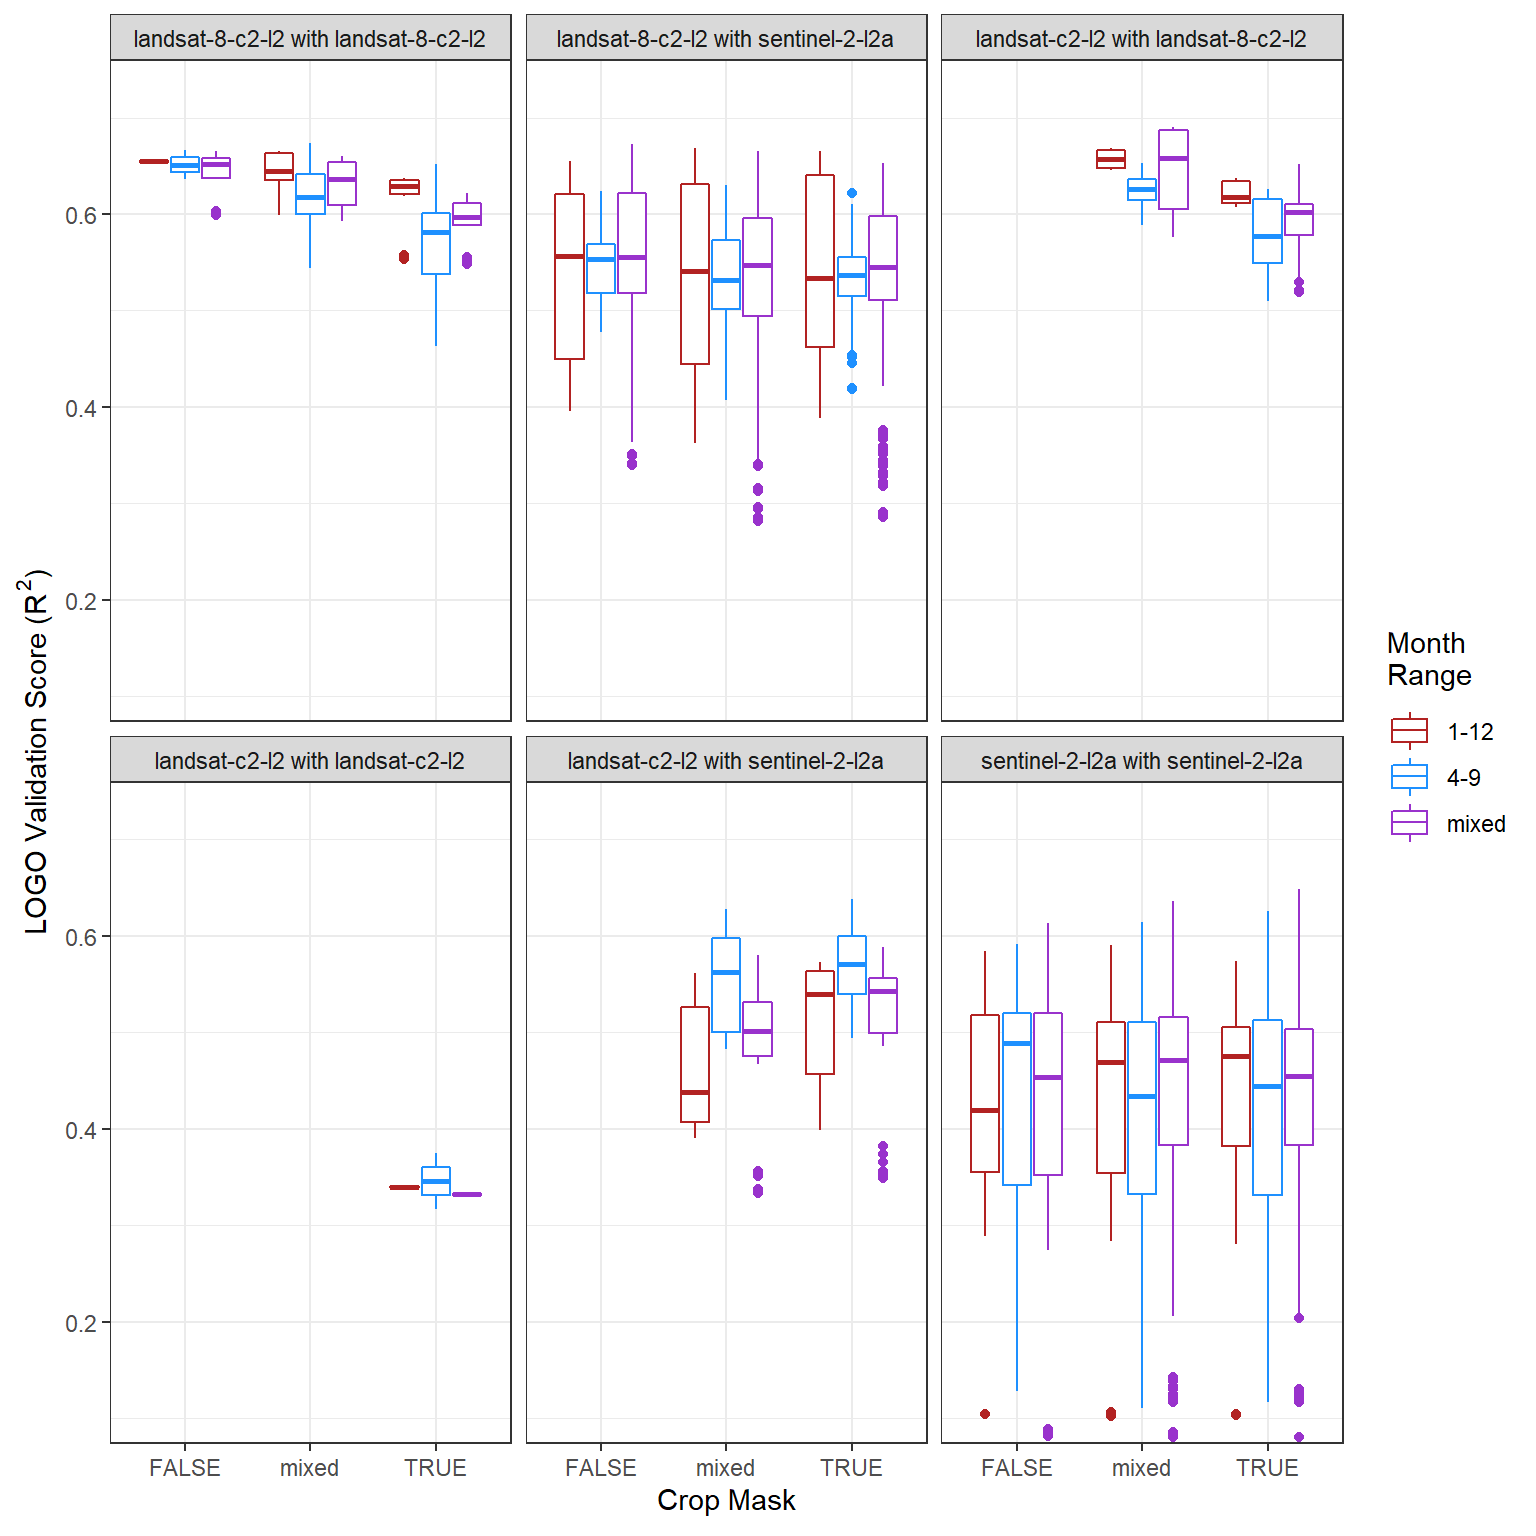 landsat-8-c2-l2 with landsat-8-c2-l2
landsat-8-c2-l2 with sentinel-2-l2a
landsat-c2-l2 with landsat-8-c2-l2
0.6
0.4
0.2
landsat-c2-l2 with landsat-c2-l2
landsat-c2-l2 with sentinel-2-l2a
sentinel-2-l2a with sentinel-2-l2a
0.6
0.4
0.2
FALSE mixed TRUE
FALSE mixed TRUE
FALSE mixed TRUE
Crop Mask
LOGO Validation Score (R²)
Month
Range
1-12
4-9
mixed